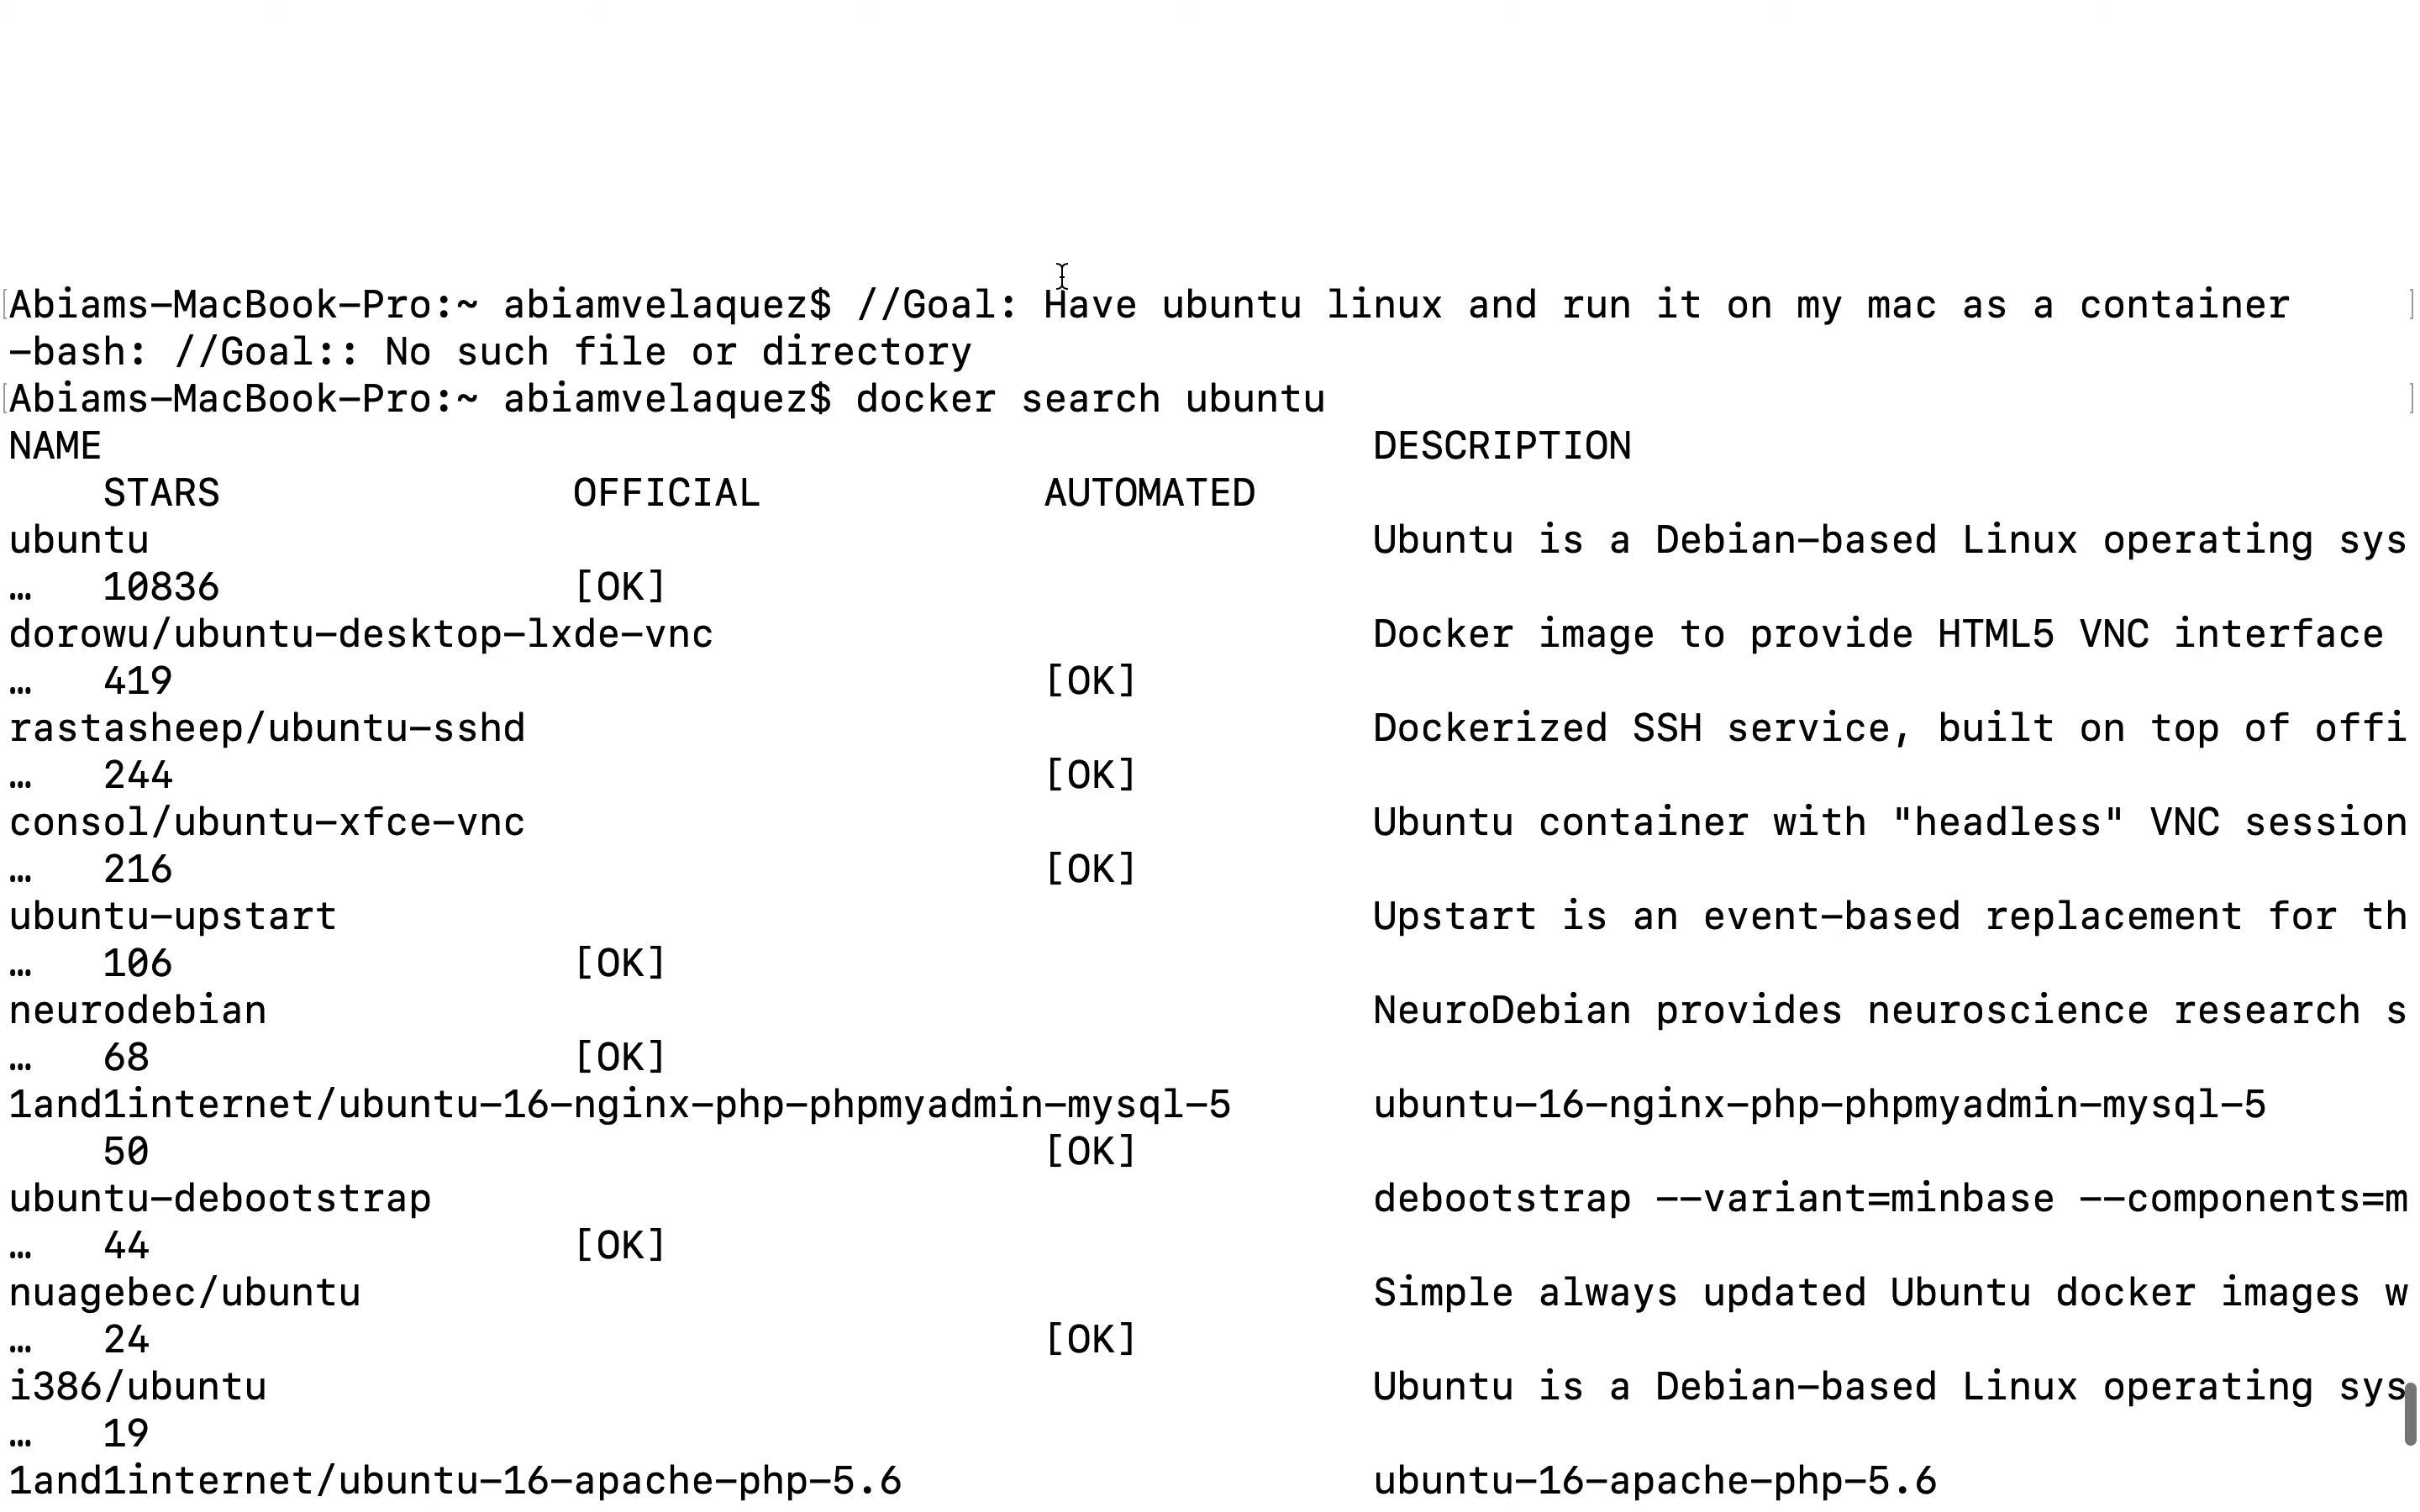 Abiams-MacBook-Pro:~ abiamvelaquez$ //Goal: Have ubuntu linux and run it on my mac as a container
-bash: //Goal:: No such file or directory
Abiams-MacBook-Pro:~ abiamvelaquez$ docker search ubuntu
NAME DESCRIPTION
STARS OFFICIAL AUTOMATED
ubuntu Ubuntu is a Debian-based Linux operating sys
… 10836 [OK]
dorowu/ubuntu-desktop-lxde-vnc Docker image to provide HTML5 VNC interface
… 419 [OK]
rastasheep/ubuntu-sshd Dockerized SSH service, built on top of offi
… 244 [OK]
consol/ubuntu-xfce-vnc Ubuntu container with "headless" VNC session
… 216 [OK]
ubuntu-upstart Upstart is an event-based replacement for th
… 106 [OK]
neurodebian NeuroDebian provides neuroscience research s
… 68 [OK]
1and1internet/ubuntu-16-nginx-php-phpmyadmin-mysql-5 ubuntu-16-nginx-php-phpmyadmin-mysql-5
50 [OK]
ubuntu-debootstrap debootstrap --variant=minbase --components=m
… 44 [OK]
nuagebec/ubuntu Simple always updated Ubuntu docker images w
… 24 [OK]
i386/ubuntu Ubuntu is a Debian-based Linux operating sys
… 19
1and1internet/ubuntu-16-apache-php-5.6 ubuntu-16-apache-php-5.6